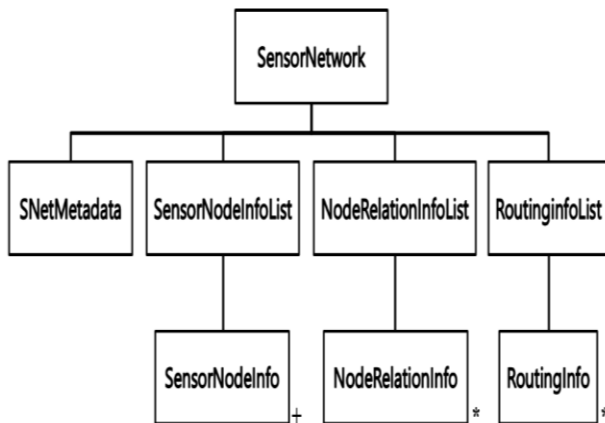 SensorNetwork
SNetMetadata
SensorNodeInfoList
NodeRelationInfoList
RoutinginfoList
SensorNodeInfo
+
NodeRelationInfo
*
RoutingInfo
*